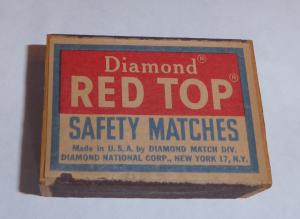 Diamond®
RED TOP®
SAFETY MATCHES
Made in U.S.A. by DIAMOND MATCH DIV.
DIAMOND NATIONAL CORP., NEW YORK 17, N.Y.